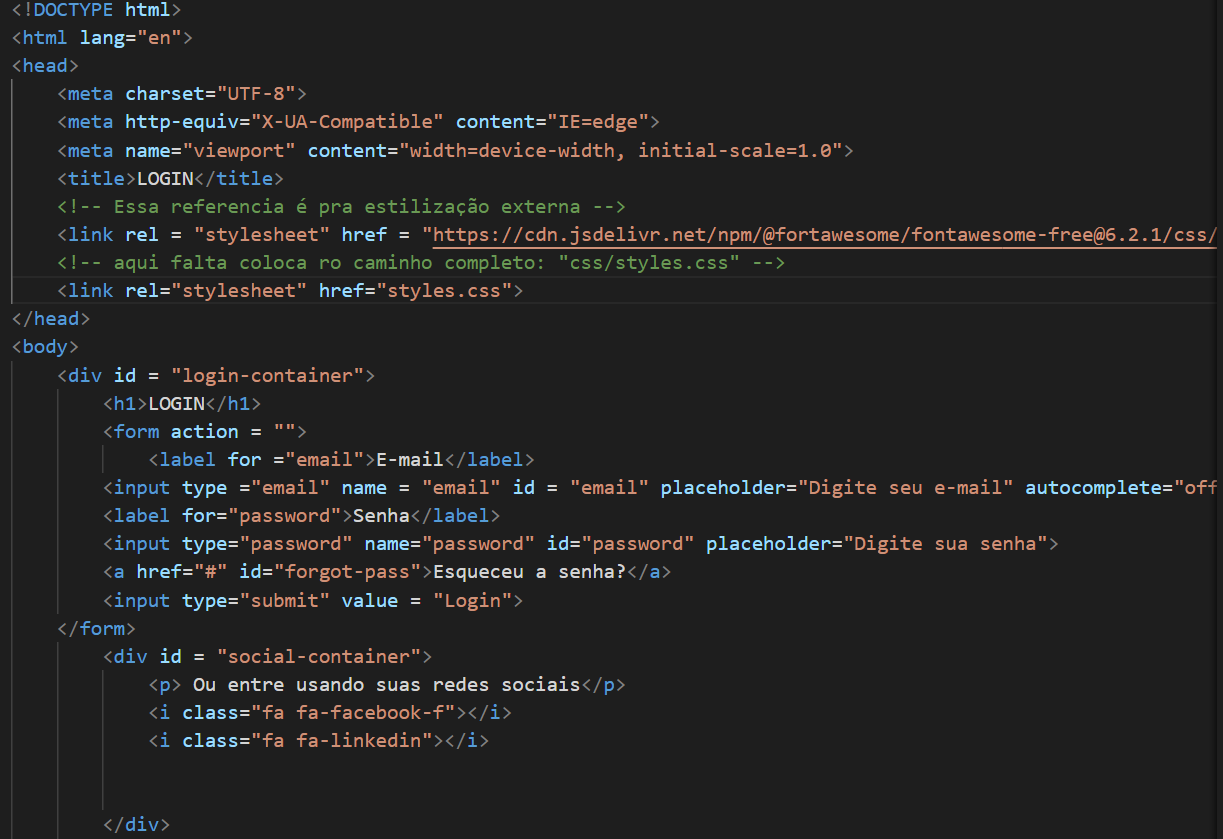 <!DOCTYPE html>
<html lang="en">
<head>
    <meta charset="UTF-8">
    <meta http-equiv="X-UA-Compatible" content="IE=edge">
    <meta name="viewport" content="width=device-width, initial-scale=1.0">
    <title>LOGIN</title>
    <!-- Essa referencia é pra estilização externa -->
    <link rel = "stylesheet" href = "https://cdn.jsdelivr.net/npm/@fortawesome/fontawesome-free@6.2.1/css/
    <!-- aqui falta coloca ro caminho completo: "css/styles.css" -->
    <link rel="stylesheet" href="styles.css">
</head>
<body>
    <div id = "login-container">
        <h1>LOGIN</h1>
        <form action = "">
            <label for ="email">E-mail</label>
        <input type ="email" name = "email" id = "email" placeholder="Digite seu e-mail" autocomplete="off
        <label for="password">Senha</label>
        <input type="password" name="password" id="password" placeholder="Digite sua senha">
        <a href="#" id="forgot-pass">Esqueceu a senha?</a>
        <input type="submit" value = "Login">
    </form>
        <div id = "social-container">
            <p> Ou entre usando suas redes sociais</p>
            <i class="fa fa-facebook-f"></i>
            <i class="fa fa-linkedin"></i>
        </div>